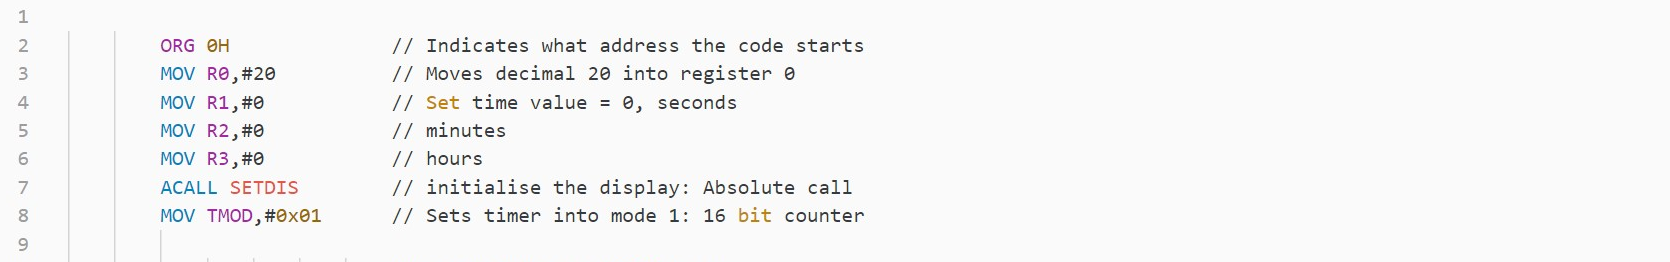 1
2 ORG 0H // Indicates what address the code starts
3 MOV R0,#20 // Moves decimal 20 into register 0
4 MOV R1,#0 // Set time value = 0, seconds
5 MOV R2,#0 // minutes
6 MOV R3,#0 // hours
7 ACALL SETDIS // initialise the display: Absolute call
8 MOV TMOD,#0x01 // Sets timer into mode 1: 16 bit counter
9